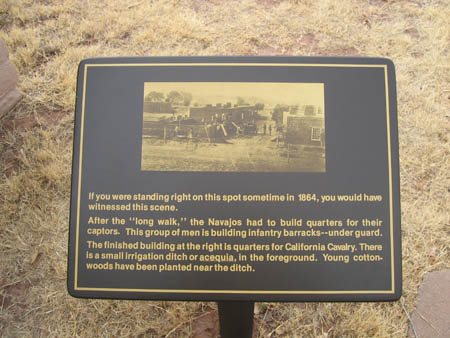 If you were standing right on this spot sometime in 1864, you would have
witnessed this scene.
After the "long walk," the Navajos had to build quarters for their
captors. This group of men is building infantry barracks--under guard.
The finished building at the right is quarters for California Cavalry. There
is a small irrigation ditch or acequia, in the foreground. Young cotton-
woods have been planted near the ditch.